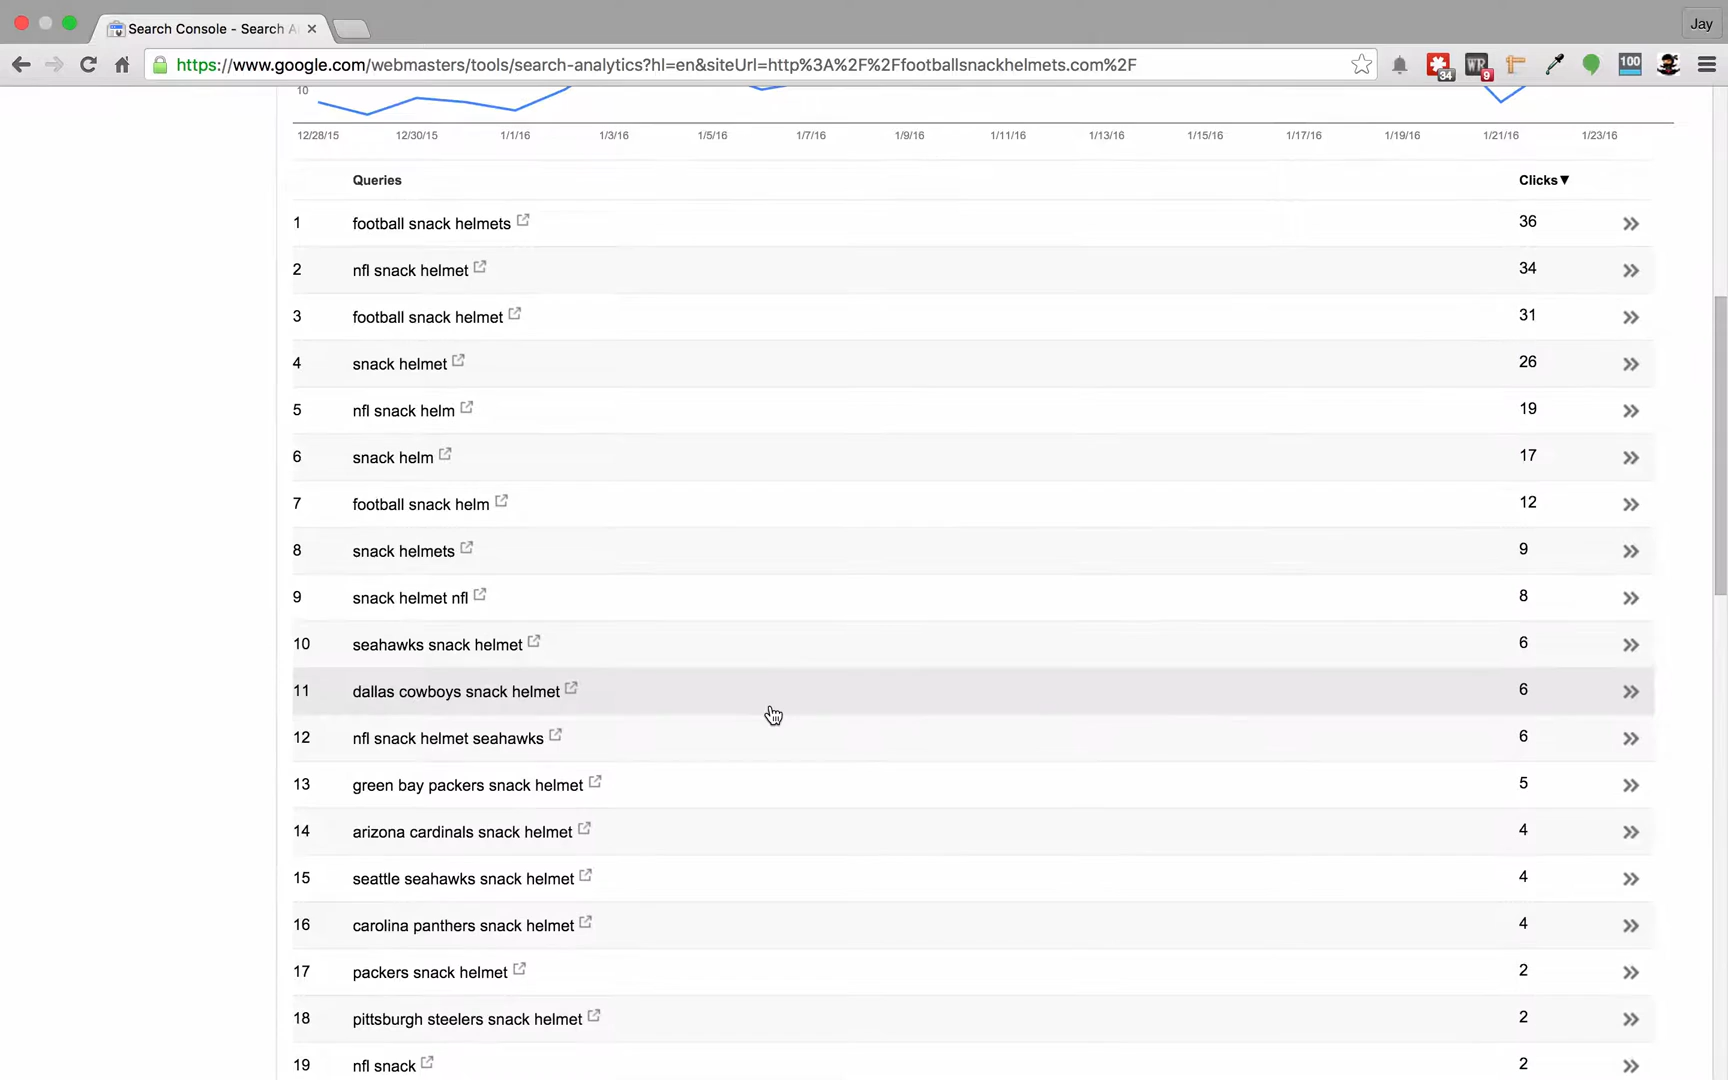 Search Console - Search A
Jay
https://www.google.com/webmasters/tools/search-analytics?hl=en&siteUrl=http%3A%2F%2Ffootballsnackhelmets.com%2F
34
WR
9
100
10
12/28/15 12/30/15 1/1/16 1/3/16 1/5/16 1/7/16 1/9/16 1/11/16 1/13/16 1/15/16 1/17/16 1/19/16 1/21/16 1/23/16
Queries Clicks▼
1 football snack helmets 36
2 nfl snack helmet 34
3 football snack helmet 31
4 snack helmet 26
5 nfl snack helm 19
6 snack helm 17
7 football snack helm 12
8 snack helmets 9
9 snack helmet nfl 8
10 seahawks snack helmet 6
11 dallas cowboys snack helmet 6
12 nfl snack helmet seahawks 6
13 green bay packers snack helmet 5
14 arizona cardinals snack helmet 4
15 seattle seahawks snack helmet 4
16 carolina panthers snack helmet 4
17 packers snack helmet 2
18 pittsburgh steelers snack helmet 2
19 nfl snack 2